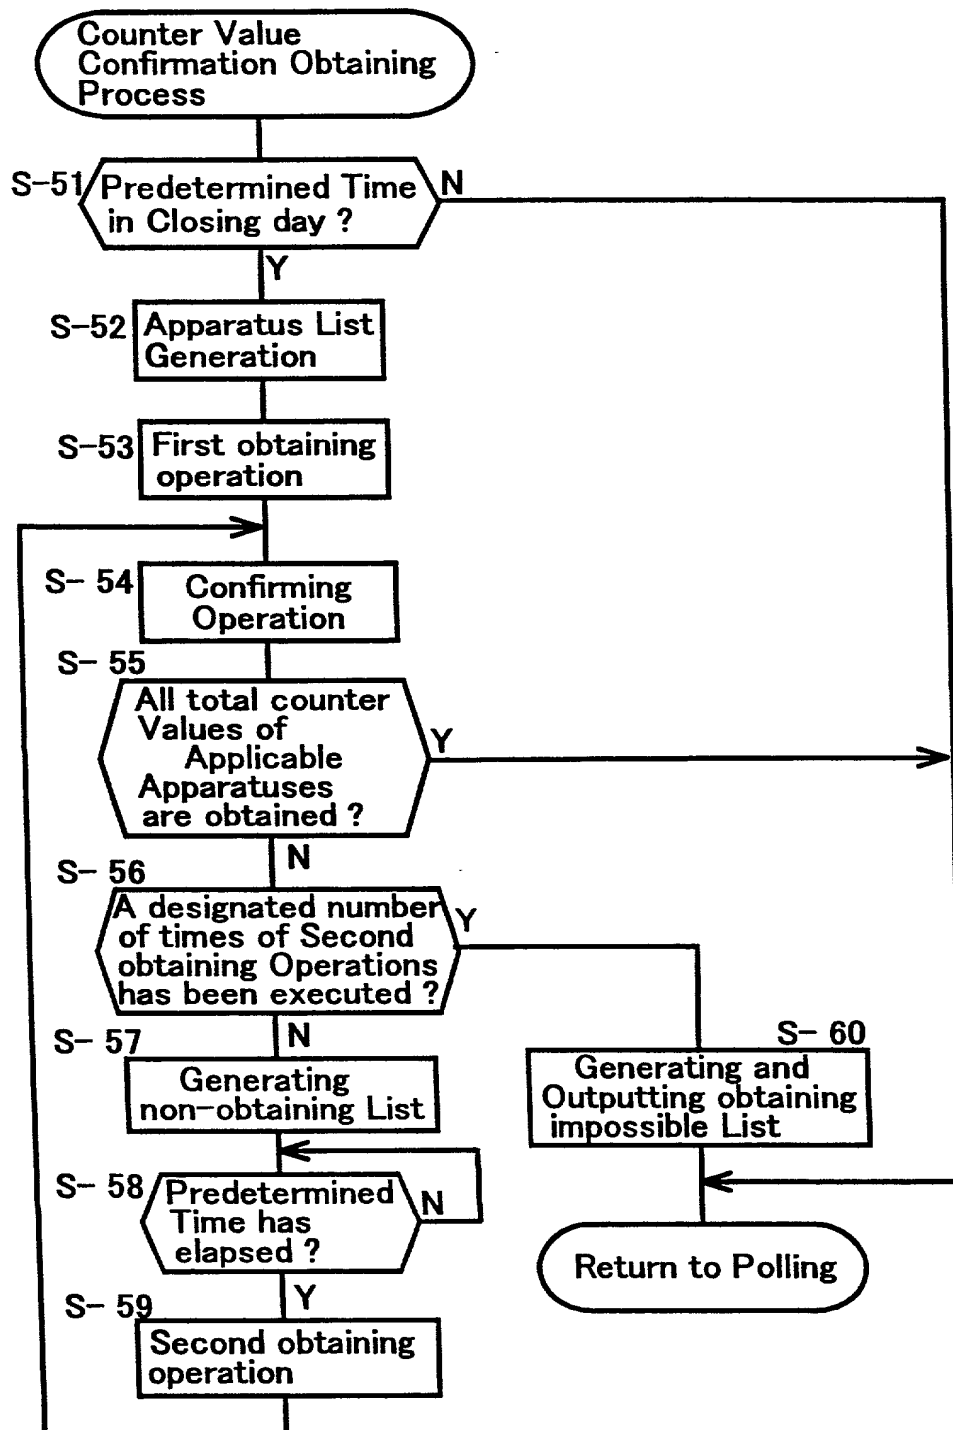 Counter Value
Confirmation Obtaining
Process
S-51
Predetermined Time
in Closing day ?
N
Y
S-52
Apparatus List
Generation
S-53
First obtaining
operation
S- 54
Confirming
Operation
S- 55
All total counter
Values of
Applicable
Apparatuses
are obtained ?
Y
N
S- 56
A designated number
of times of Second
obtaining Operations
has been executed ?
Y
N
S- 57
Generating
non-obtaining List
S- 60
Generating and
Outputting obtaining
impossible List
S- 58
Predetermined
Time has
elapsed ?
N
Y
Return to Polling
S- 59
Second obtaining
operation